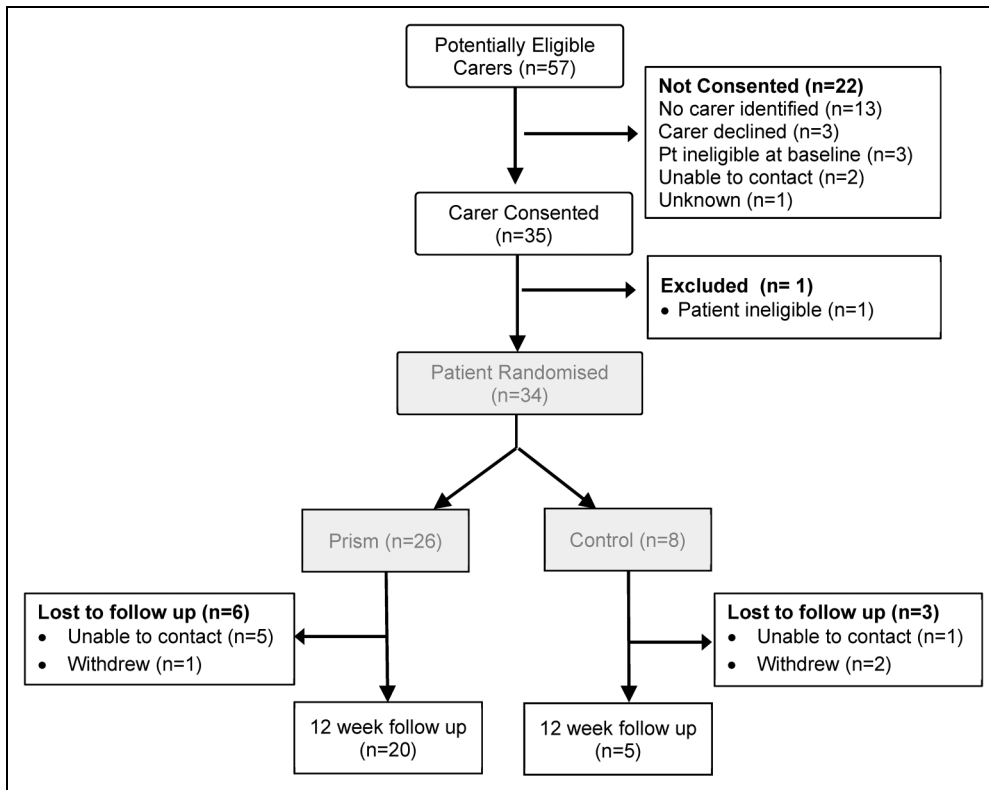 Potentially Eligible
Carers (n=57)
Not Consented (n=22)
No carer identified (n=13)
Carer declined (n=3)
Pt ineligible at baseline (n=3)
Unable to contact (n=2)
Unknown (n=1)
Carer Consented
(n=35)
Excluded (n= 1)
• Patient ineligible (n=1)
Patient Randomised
(n=34)
Prism (n=26)
Control (n=8)
Lost to follow up (n=6)
• Unable to contact (n=5)
• Withdrew (n=1)
Lost to follow up (n=3)
• Unable to contact (n=1)
• Withdrew (n=2)
12 week follow up
(n=20)
12 week follow up
(n=5)